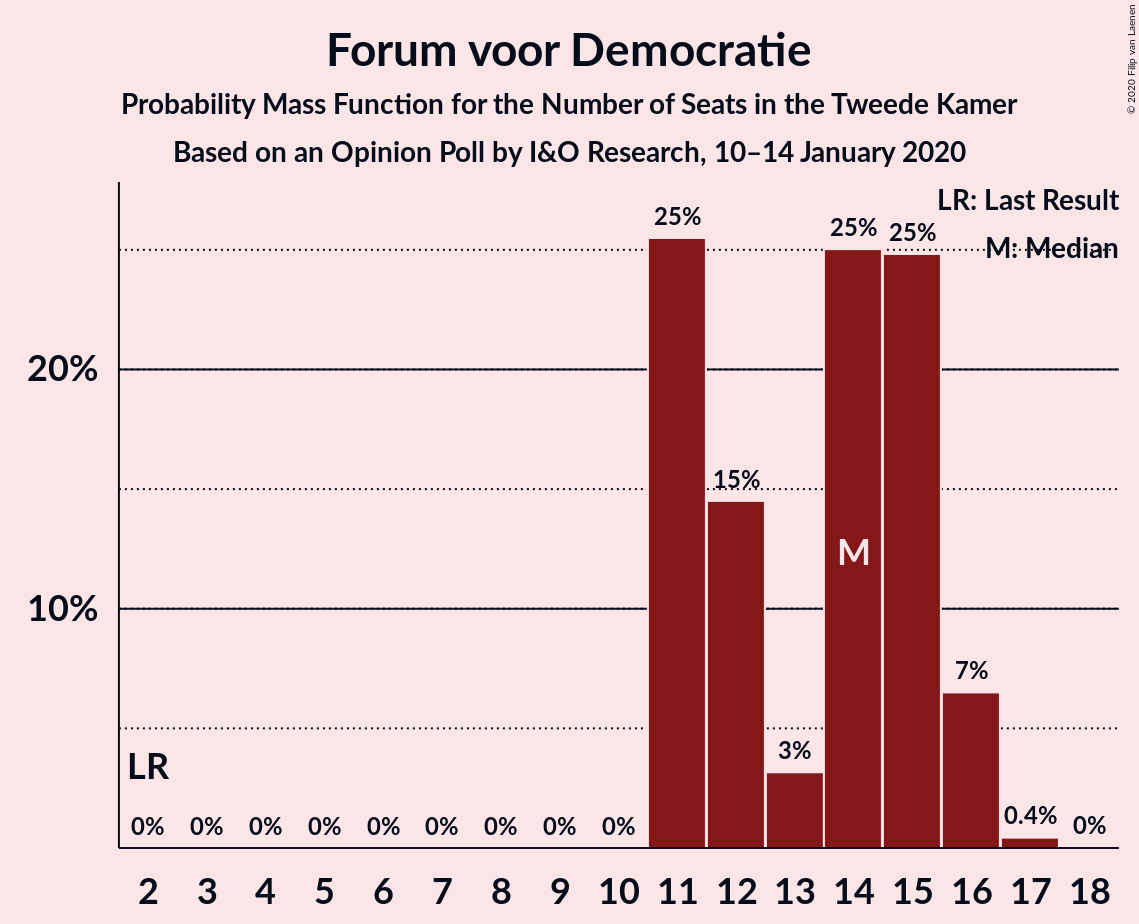 Forum voor Democratie
Probability Mass Function for the Number of Seats in the Tweede Kamer
Based on an Opinion Poll by I&O Research, 10–14 January 2020
© 2020 Filip van Laenen
LR: Last Result
M: Median
25%
25%
25%
20%
15%
M
10%
7%
3%
LR
0% 0% 0% 0% 0% 0% 0% 0% 0% 0.4% 0%
2 3 4 5 6 7 8 9 10 11 12 13 14 15 16 17 18